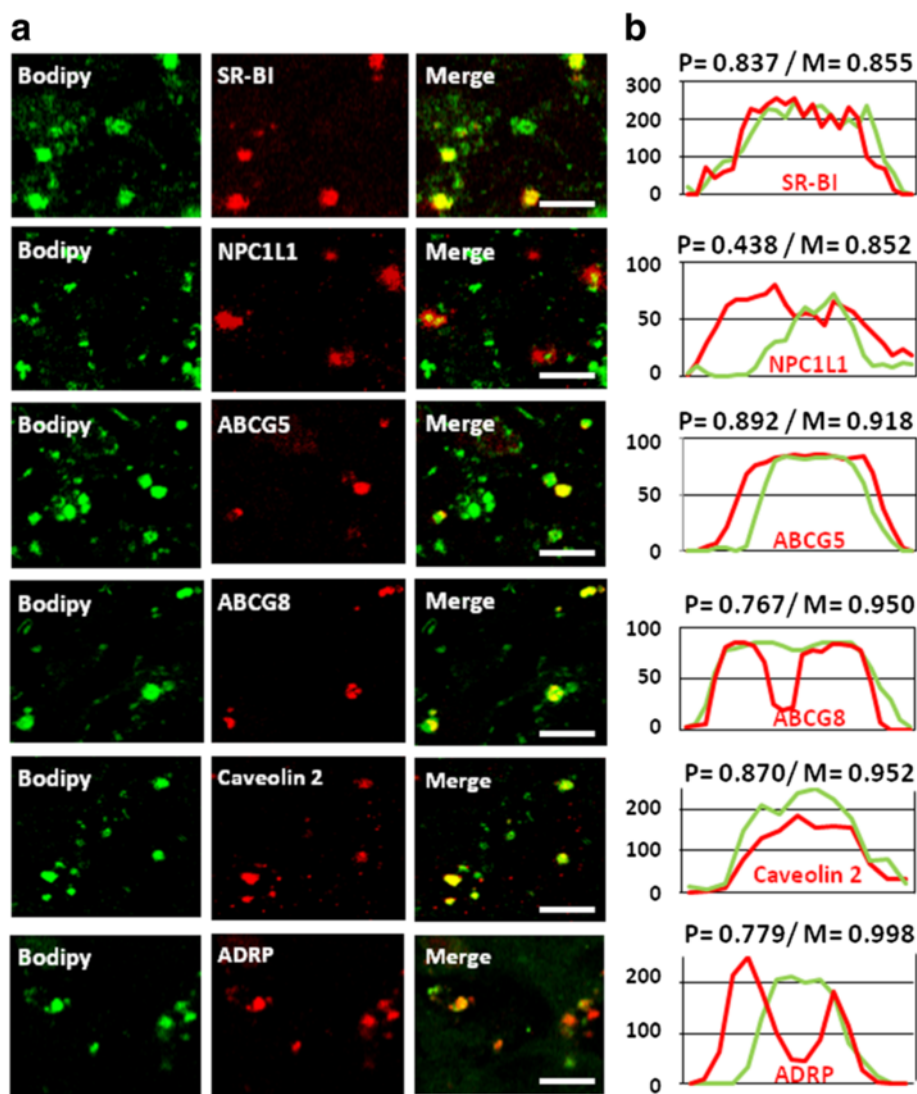 a
b
Bodipy SR-BI Merge
P= 0.837 / M= 0.855
300
200
100
0
SR-BI
Bodipy NPC1L1 Merge
P= 0.438 / M= 0.852
100
50
0
NPC1L1
Bodipy ABCG5 Merge
P= 0.892 / M= 0.918
100
50
0
ABCG5
Bodipy ABCG8 Merge
P= 0.767 / M= 0.950
100
50
0
ABCG8
Bodipy Caveolin 2 Merge
P= 0.870 / M= 0.952
200
100
0
Caveolin 2
Bodipy ADRP Merge
P= 0.779 / M= 0.998
200
100
0
ADRP